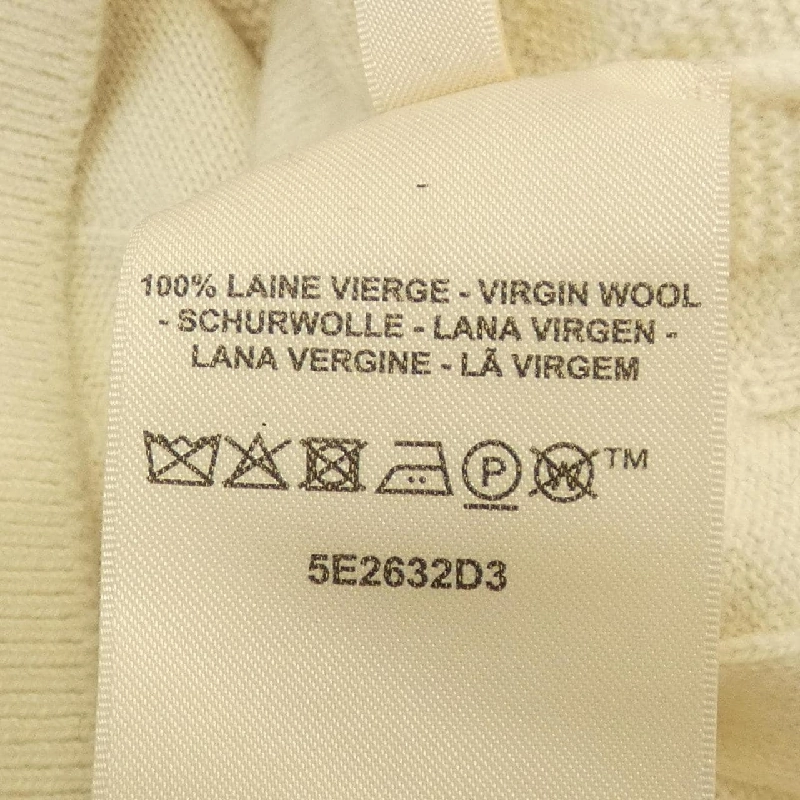 100% LAINE VIERGE - VIRGIN WOOL
- SCHURWOLLE - LANA VIRGEN -
LANA VERGINE - LÃ VIRGEM
P W TM
5E2632D3